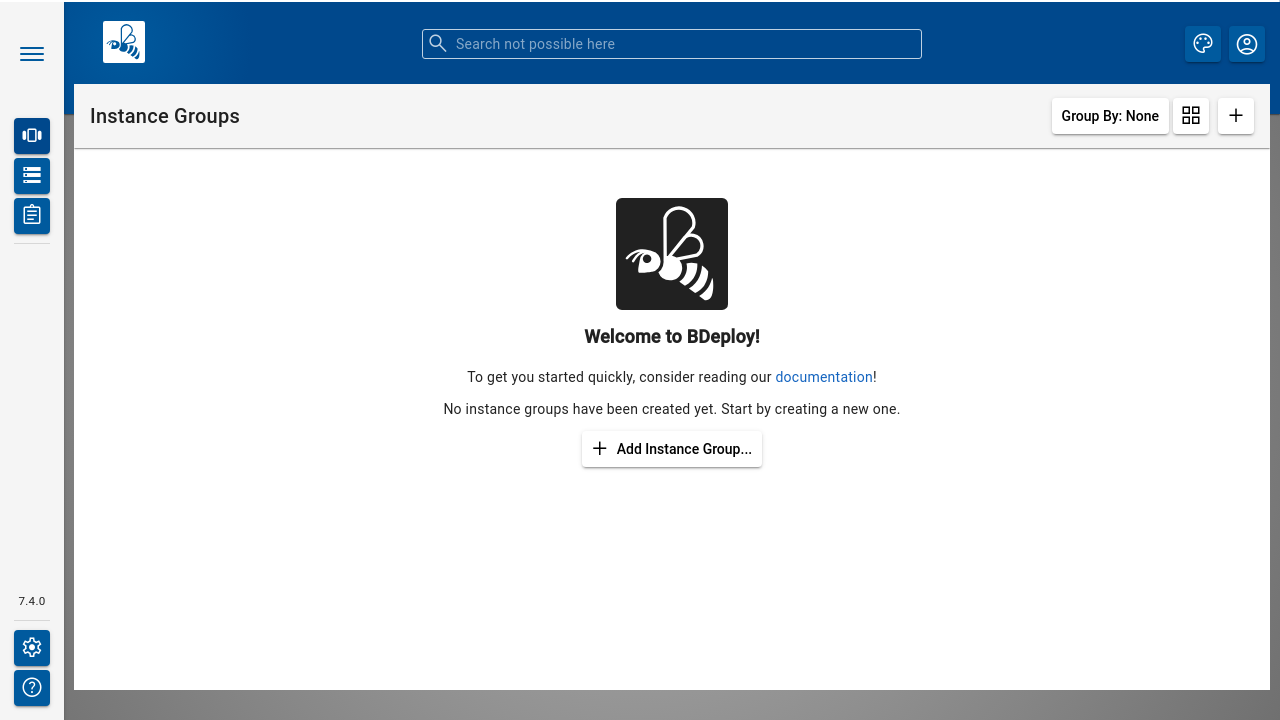 Search not possible here
Instance Groups
Group By: None
Welcome to BDeploy!
To get you started quickly, consider reading our documentation!
No instance groups have been created yet. Start by creating a new one.
Add Instance Group...
7.4.0